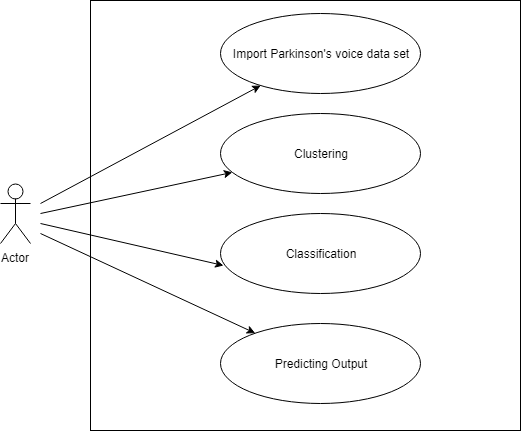 Import Parkinson's voice data set
Clustering
Actor
Classification
Predicting Output